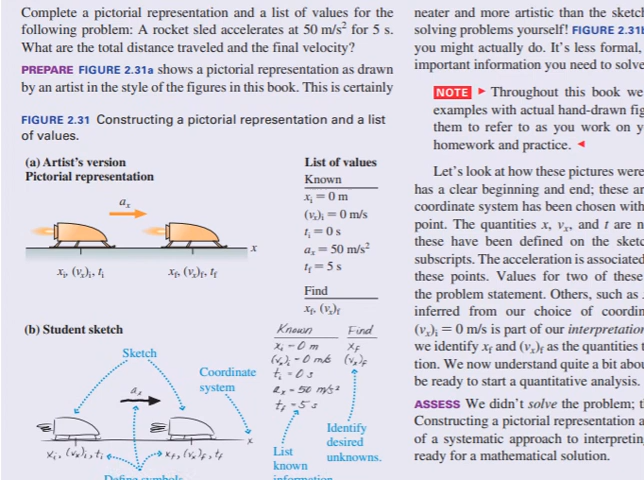 Complete a pictorial representation and a list of values for the
following problem: A rocket sled accelerates at 50 m/s² for 5 s.
What are the total distance traveled and the final velocity?
PREPARE FIGURE 2.31a shows a pictorial representation as drawn
by an artist in the style of the figures in this book. This is certainly
FIGURE 2.31 Constructing a pictorial representation and a list
of values.
(a) Artist's version
Pictorial representation
aₓ
x
xᵢ, (vₓ)ᵢ, tᵢ
x_f, (vₓ)_f, t_f
List of values
Known
xᵢ = 0 m
(vₓ)ᵢ = 0 m/s
tᵢ = 0 s
aₓ = 50 m/s²
t_f = 5 s
Find
x_f, (vₓ)_f
(b) Student sketch
Sketch
Coordinate
system
aₓ
x
xᵢ, (vₓ)ᵢ, tᵢ
x_f, (vₓ)_f, t_f
Define symbols
Known
xᵢ = 0 m
(vₓ)ᵢ = 0 m/s
tᵢ = 0 s
aₓ = 50 m/s²
t_f = 5 s
Find
x_f
(vₓ)_f
List
known
information.
Identify
desired
unknowns.
neater and more artistic than the sketch
solving problems yourself! FIGURE 2.31b
you might actually do. It's less formal,
important information you need to solve
NOTE ▶ Throughout this book we
examples with actual hand-drawn fig
them to refer to as you work on y
homework and practice. ◀
Let's look at how these pictures were
has a clear beginning and end; these ar
coordinate system has been chosen with
point. The quantities x, vₓ, and t are n
these have been defined on the sketc
subscripts. The acceleration is associated
these points. Values for two of these
the problem statement. Others, such as
inferred from our choice of coordin
(vₓ)ᵢ = 0 m/s is part of our interpretation
we identify x_f and (vₓ)_f as the quantities t
tion. We now understand quite a bit abou
be ready to start a quantitative analysis.
ASSESS We didn't solve the problem; t
Constructing a pictorial representation a
of a systematic approach to interpreting
ready for a mathematical solution.